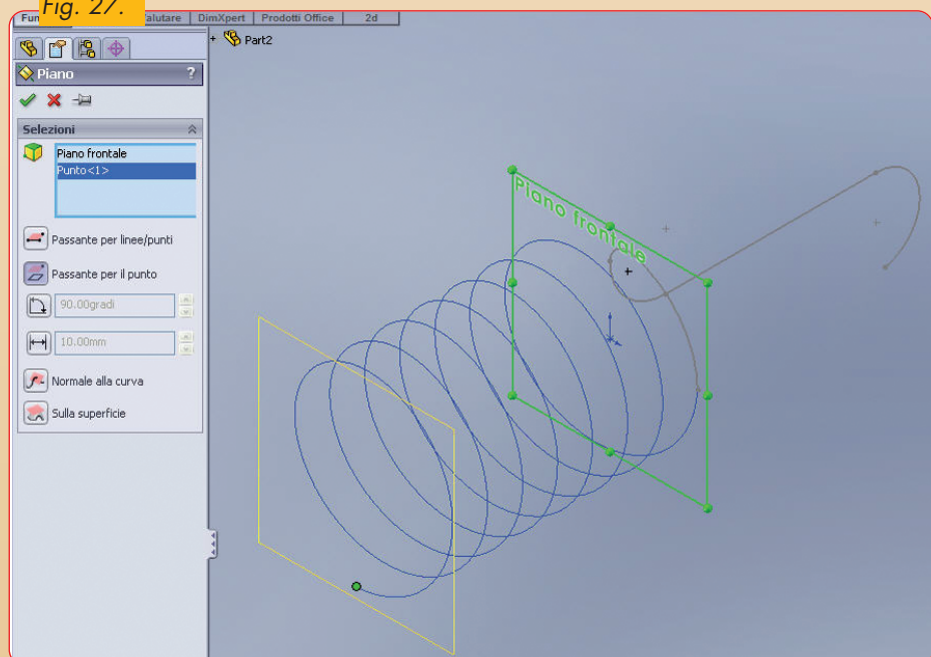 Fig. 27.
Fun
Valutare DimXpert Prodotti Office 2d
Part2
Piano ?
Selezioni
Piano frontale
Punto<1>
Passante per linee/punti
Passante per il punto
90.00gradi
10.00mm
Normale alla curva
Sulla superficie
Piano frontale